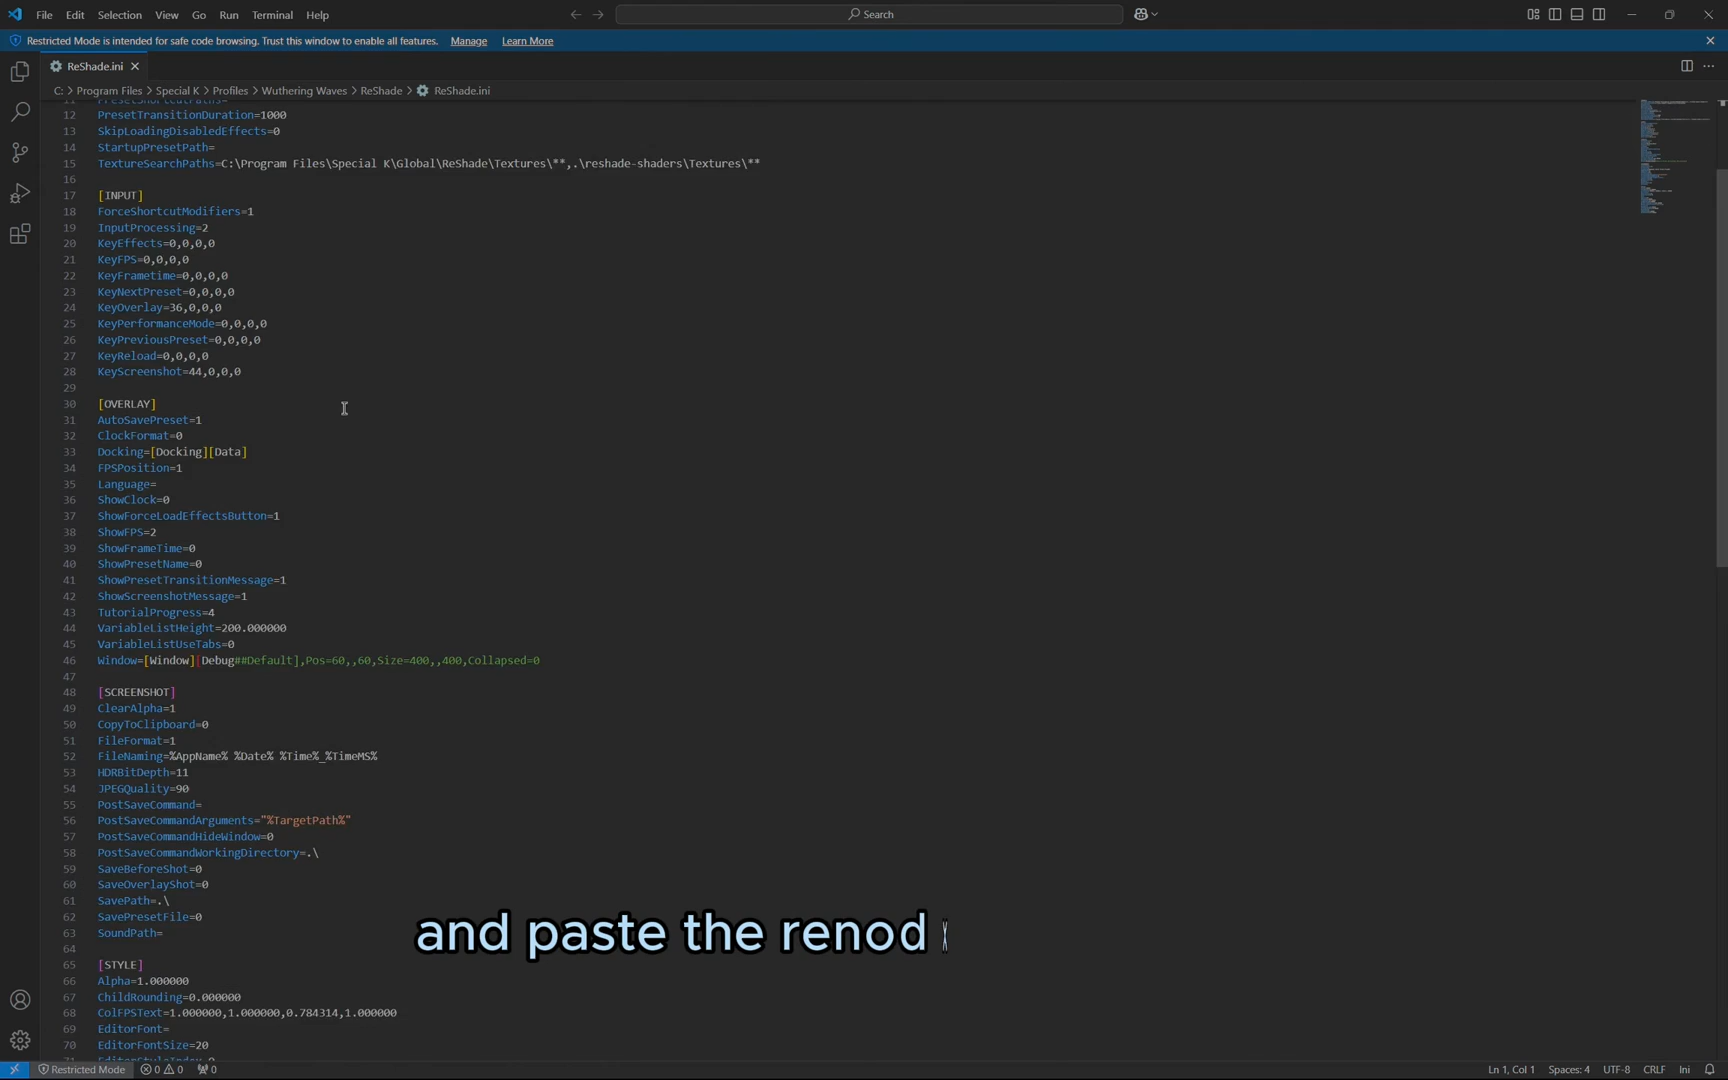 File Edit Selection View Go Run Terminal Help
Search
Restricted Mode is intended for safe code browsing. Trust this window to enable all features. Manage Learn More
ReShade.ini
C: > Program Files > Special K > Profiles > Wuthering Waves > ReShade > ReShade.ini
11 PresetShortcutPaths=
12 PresetTransitionDuration=1000
13 SkipLoadingDisabledEffects=0
14 StartupPresetPath=
15 TextureSearchPaths=C:\Program Files\Special K\Global\ReShade\Textures\**,.\reshade-shaders\Textures\**
16
17 [INPUT]
18 ForceShortcutModifiers=1
19 InputProcessing=2
20 KeyEffects=0,0,0,0
21 KeyFPS=0,0,0,0
22 KeyFrametime=0,0,0,0
23 KeyNextPreset=0,0,0,0
24 KeyOverlay=36,0,0,0
25 KeyPerformanceMode=0,0,0,0
26 KeyPreviousPreset=0,0,0,0
27 KeyReload=0,0,0,0
28 KeyScreenshot=44,0,0,0
29
30 [OVERLAY]
31 AutoSavePreset=1
32 ClockFormat=0
33 Docking=[Docking][Data]
34 FPSPosition=1
35 Language=
36 ShowClock=0
37 ShowForceLoadEffectsButton=1
38 ShowFPS=2
39 ShowFrameTime=0
40 ShowPresetName=0
41 ShowPresetTransitionMessage=1
42 ShowScreenshotMessage=1
43 TutorialProgress=4
44 VariableListHeight=200.000000
45 VariableListUseTabs=0
46 Window=[Window][Debug##Default],Pos=60,,60,Size=400,,400,Collapsed=0
47
48 [SCREENSHOT]
49 ClearAlpha=1
50 CopyToClipboard=0
51 FileFormat=1
52 FileNaming=%AppName% %Date% %Time%_%TimeMS%
53 HDRBitDepth=11
54 JPEGQuality=90
55 PostSaveCommand=
56 PostSaveCommandArguments="%TargetPath%"
57 PostSaveCommandHideWindow=0
58 PostSaveCommandWorkingDirectory=.\
59 SaveBeforeShot=0
60 SaveOverlayShot=0
61 SavePath=.\
62 SavePresetFile=0
63 SoundPath=
64
65 [STYLE]
66 Alpha=1.000000
67 ChildRounding=0.000000
68 ColFPSText=1.000000,1.000000,0.784314,1.000000
69 EditorFont=
70 EditorFontSize=20
71 EditorStyleIndex=0
and paste the renod
Restricted Mode 0 0 0 Ln 1, Col 1 Spaces: 4 UTF-8 CRLF Ini